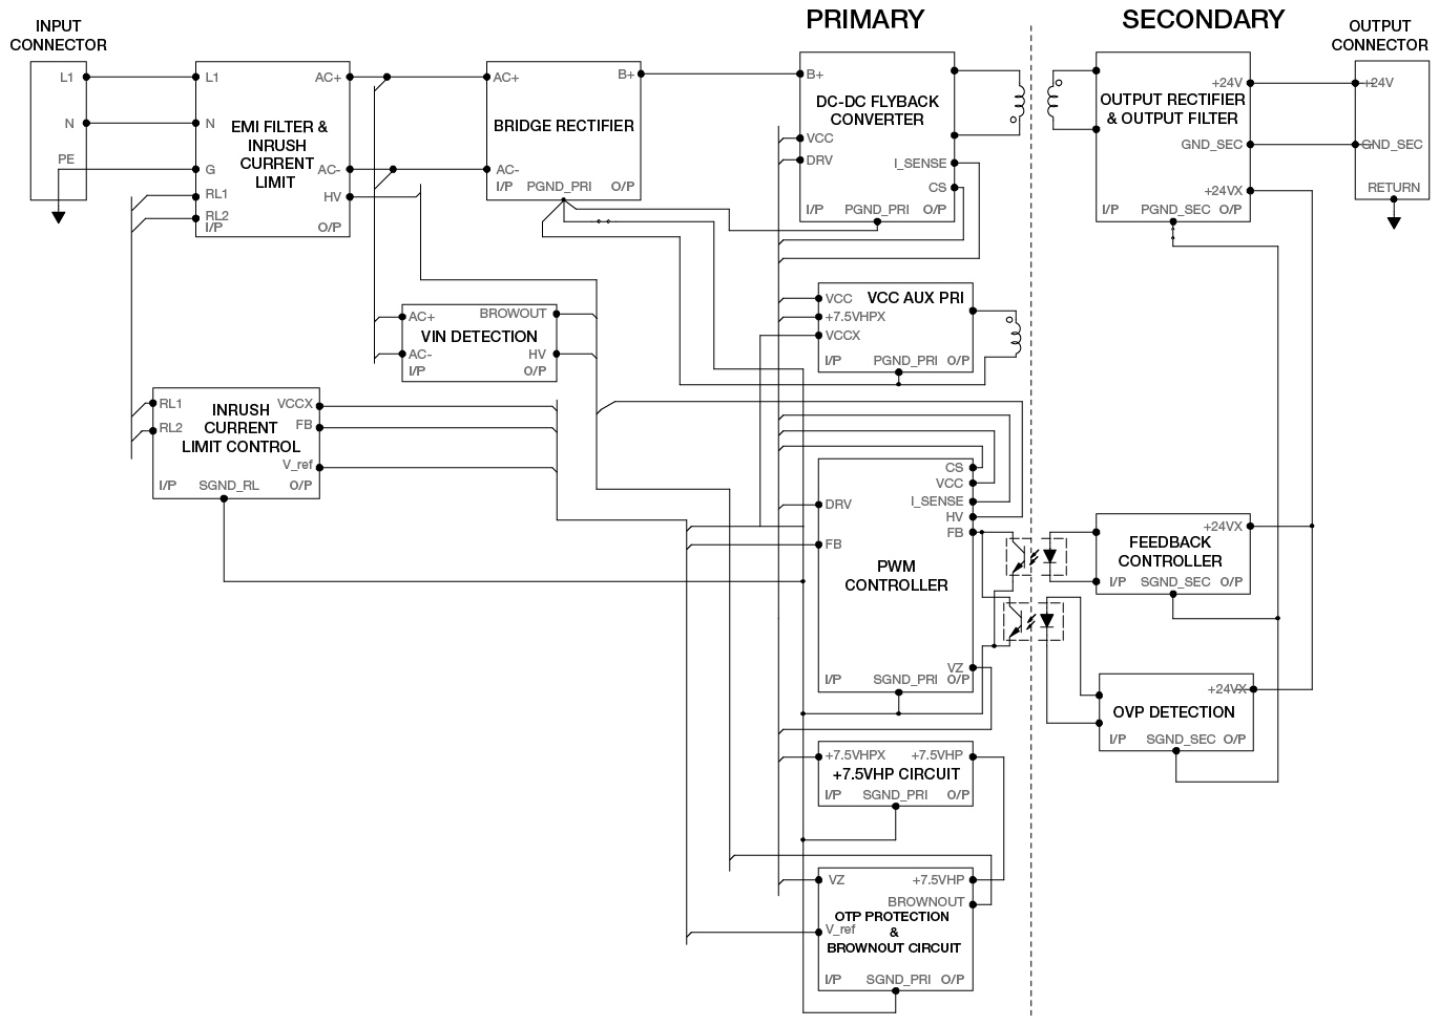 PRIMARY
SECONDARY
INPUT
CONNECTOR
L1
N
PE
L1
N
G
RL1
RL2
I/P
EMI FILTER &
INRUSH
CURRENT
LIMIT
AC+
AC-
HV
O/P
AC+
AC-
I/P
BRIDGE RECTIFIER
PGND_PRI
B+
O/P
B+
VCC
DRV
I/P
DC-DC FLYBACK
CONVERTER
I_SENSE
CS
PGND_PRI
O/P
OUTPUT RECTIFIER
& OUTPUT FILTER
+24V
GND_SEC
+24VX
I/P
PGND_SEC
O/P
OUTPUT
CONNECTOR
+24V
GND_SEC
RETURN
AC+
AC-
I/P
VIN DETECTION
BROWOUT
HV
O/P
VCC
+7.5VHPX
VCCX
VCC AUX PRI
I/P
PGND_PRI
O/P
RL1
RL2
I/P
INRUSH
CURRENT
LIMIT CONTROL
VCCX
FB
V_ref
SGND_RL
O/P
DRV
FB
PWM
CONTROLLER
CS
VCC
I_SENSE
HV
FB
VZ
I/P
SGND_PRI
O/P
+24VX
FEEDBACK
CONTROLLER
I/P
SGND_SEC
O/P
+24VX
OVP DETECTION
I/P
SGND_SEC
O/P
+7.5VHPX
+7.5VHP
+7.5VHP CIRCUIT
I/P
SGND_PRI
O/P
VZ
+7.5VHP
BROWNOUT
OTP PROTECTION
&
BROWNOUT CIRCUIT
V_ref
I/P
SGND_PRI
O/P